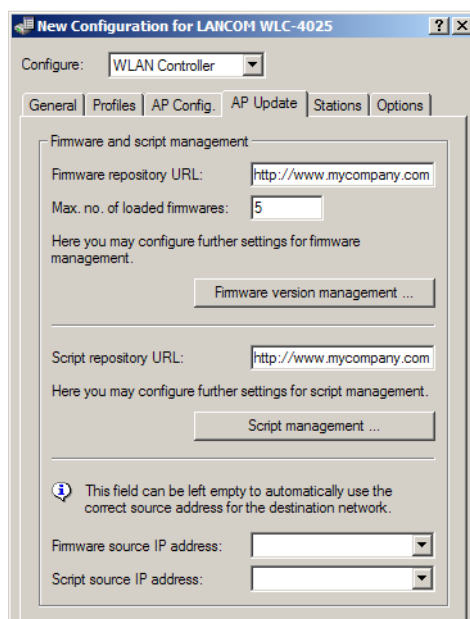 New Configuration for LANCOM WLC-4025
Configure: WLAN Controller
General Profiles AP Config. AP Update Stations Options
Firmware and script management
Firmware repository URL: http://www.mycompany.com
Max. no. of loaded firmwares: 5
Here you may configure further settings for firmware
management.
Firmware version management ...
Script repository URL: http://www.mycompany.com
Here you may configure further settings for script management.
Script management ...
This field can be left empty to automatically use the
correct source address for the destination network.
Firmware source IP address:
Script source IP address: